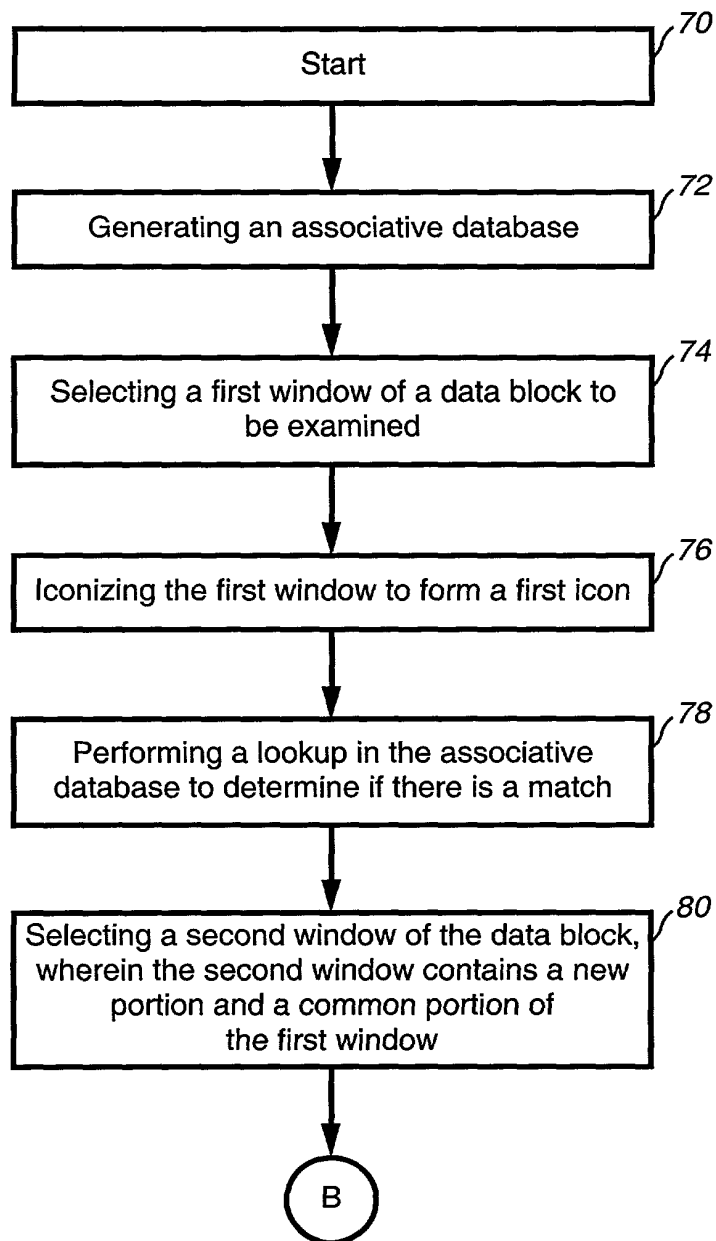 70
Start
72
Generating an associative database
74
Selecting a first window of a data block to
be examined
76
Iconizing the first window to form a first icon
78
Performing a lookup in the associative
database to determine if there is a match
80
Selecting a second window of the data block,
wherein the second window contains a new
portion and a common portion of
the first window
B